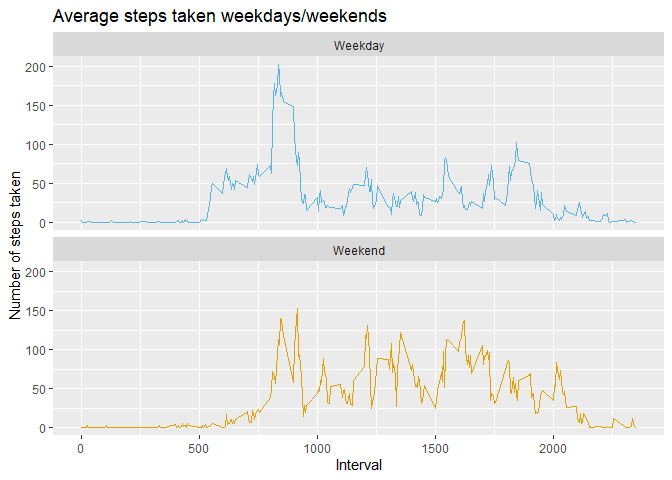 Average steps taken weekdays/weekends
Weekday
200
150
100
50
0
Number of steps taken
Weekend
200
150
100
50
0
0 500 1000 1500 2000
Interval